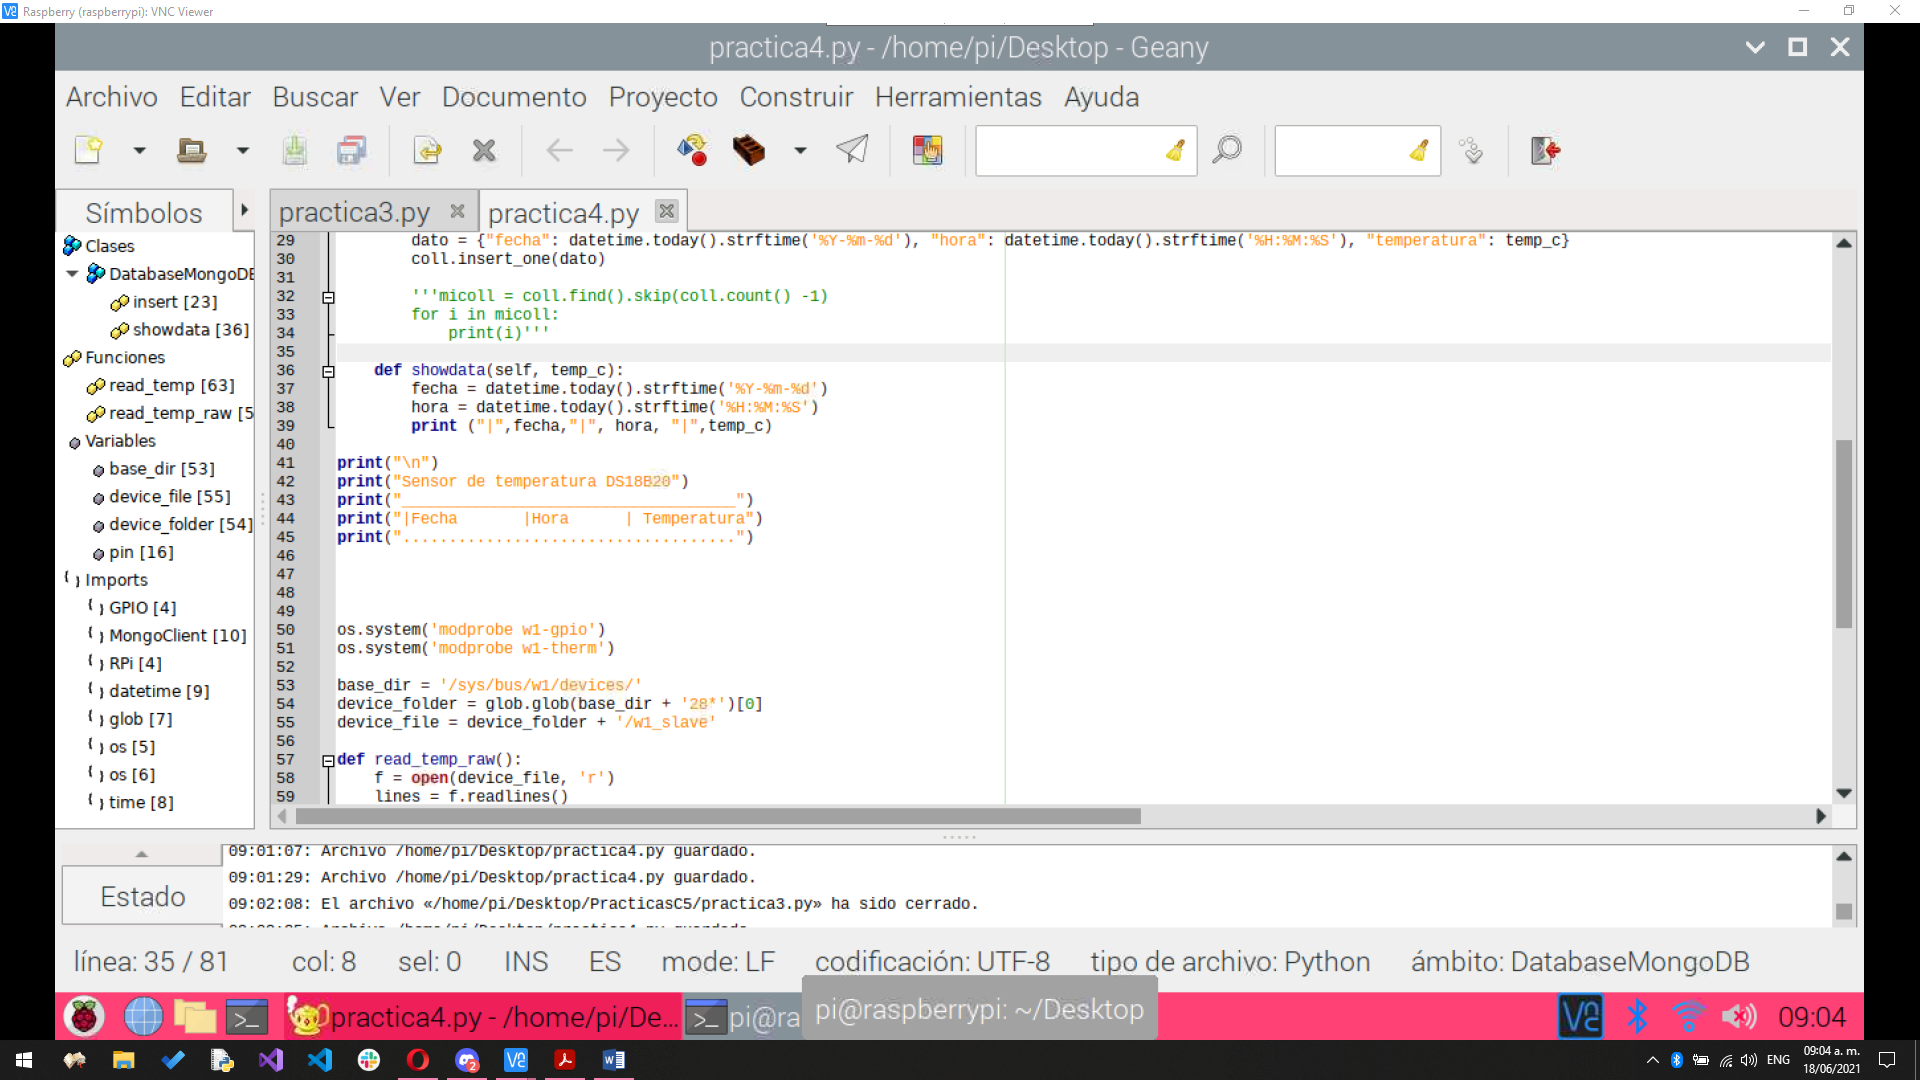 Raspberry (raspberrypi): VNC Viewer
practica4.py - /home/pi/Desktop - Geany
Archivo Editar Buscar Ver Documento Proyecto Construir Herramientas Ayuda
Símbolos
practica3.py practica4.py
Clases
DatabaseMongoDB
insert [23]
showdata [36]
Funciones
read_temp [63]
read_temp_raw [5
Variables
base_dir [53]
device_file [55]
device_folder [54]
pin [16]
Imports
GPIO [4]
MongoClient [10]
RPi [4]
datetime [9]
glob [7]
os [5]
os [6]
time [8]
29 dato = {"fecha": datetime.today().strftime('%Y-%m-%d'), "hora": datetime.today().strftime('%H:%M:%S'), "temperatura": temp_c}
30 coll.insert_one(dato)
31
32 '''micoll = coll.find().skip(coll.count() -1)
33 for i in micoll:
34 print(i)'''
35
36 def showdata(self, temp_c):
37 fecha = datetime.today().strftime('%Y-%m-%d')
38 hora = datetime.today().strftime('%H:%M:%S')
39 print ("|",fecha,"|", hora, "|",temp_c)
40
41 print("\n")
42 print("Sensor de temperatura DS18B20")
43 print("____________________________________")
44 print("|Fecha       |Hora      | Temperatura")
45 print("....................................")
46
47
48
49
50 os.system('modprobe w1-gpio')
51 os.system('modprobe w1-therm')
52
53 base_dir = '/sys/bus/w1/devices/'
54 device_folder = glob.glob(base_dir + '28*')[0]
55 device_file = device_folder + '/w1_slave'
56
57 def read_temp_raw():
58 f = open(device_file, 'r')
59 lines = f.readlines()
Estado
09:01:07: Archivo /home/pi/Desktop/practica4.py guardado.
09:01:29: Archivo /home/pi/Desktop/practica4.py guardado.
09:02:08: El archivo «/home/pi/Desktop/PracticasC5/practica3.py» ha sido cerrado.
línea: 35 / 81 col: 8 sel: 0 INS ES mode: LF codificación: UTF-8 tipo de archivo: Python ámbito: DatabaseMongoDB
practica4.py - /home/pi/De...
pi@ra
pi@raspberrypi: ~/Desktop
09:04
ENG
09:04 a. m.
18/06/2021